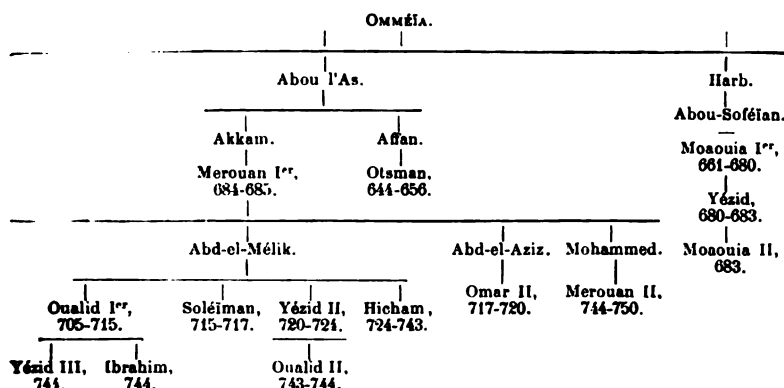 OMMÉÏA.
Abou l'As. Harb.
Abou-Soféïan.
Akkam. Affan.
Moaouia Ier,
661-680.
Merouan Ier, Otsman,
684-685. 644-656.
Yézid,
680-683.
Abd-el-Mélik. Abd-el-Aziz. Mohammed. Moaouia II,
683.
Oualid Ier, Soléïman, Yézid II, Hicham, Omar II, Merouan II,
705-715. 715-717. 720-724. 724-743. 717-720. 744-750.
Yézid III, Ibrahim, Oualid II,
744. 744. 743-744.